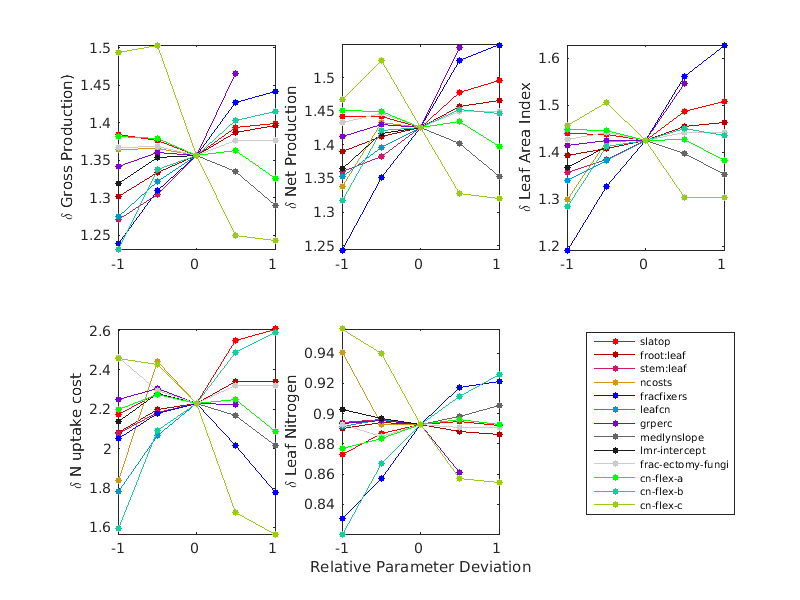 δ Gross Production)
1.5
1.45
1.4
1.35
1.3
1.25
-1 0 1
δ Net Production
1.5
1.45
1.4
1.35
1.3
1.25
-1 0 1
δ Leaf Area Index
1.6
1.5
1.4
1.3
1.2
-1 0 1
δ N uptake cost
2.6
2.4
2.2
2
1.8
1.6
-1 0 1
δ Leaf Nitrogen
0.94
0.92
0.9
0.88
0.86
0.84
-1 0 1
Relative Parameter Deviation
slatop
froot:leaf
stem:leaf
ncosts
fracfixers
leafcn
grperc
medlynslope
lmr-intercept
frac-ectomy-fungi
cn-flex-a
cn-flex-b
cn-flex-c